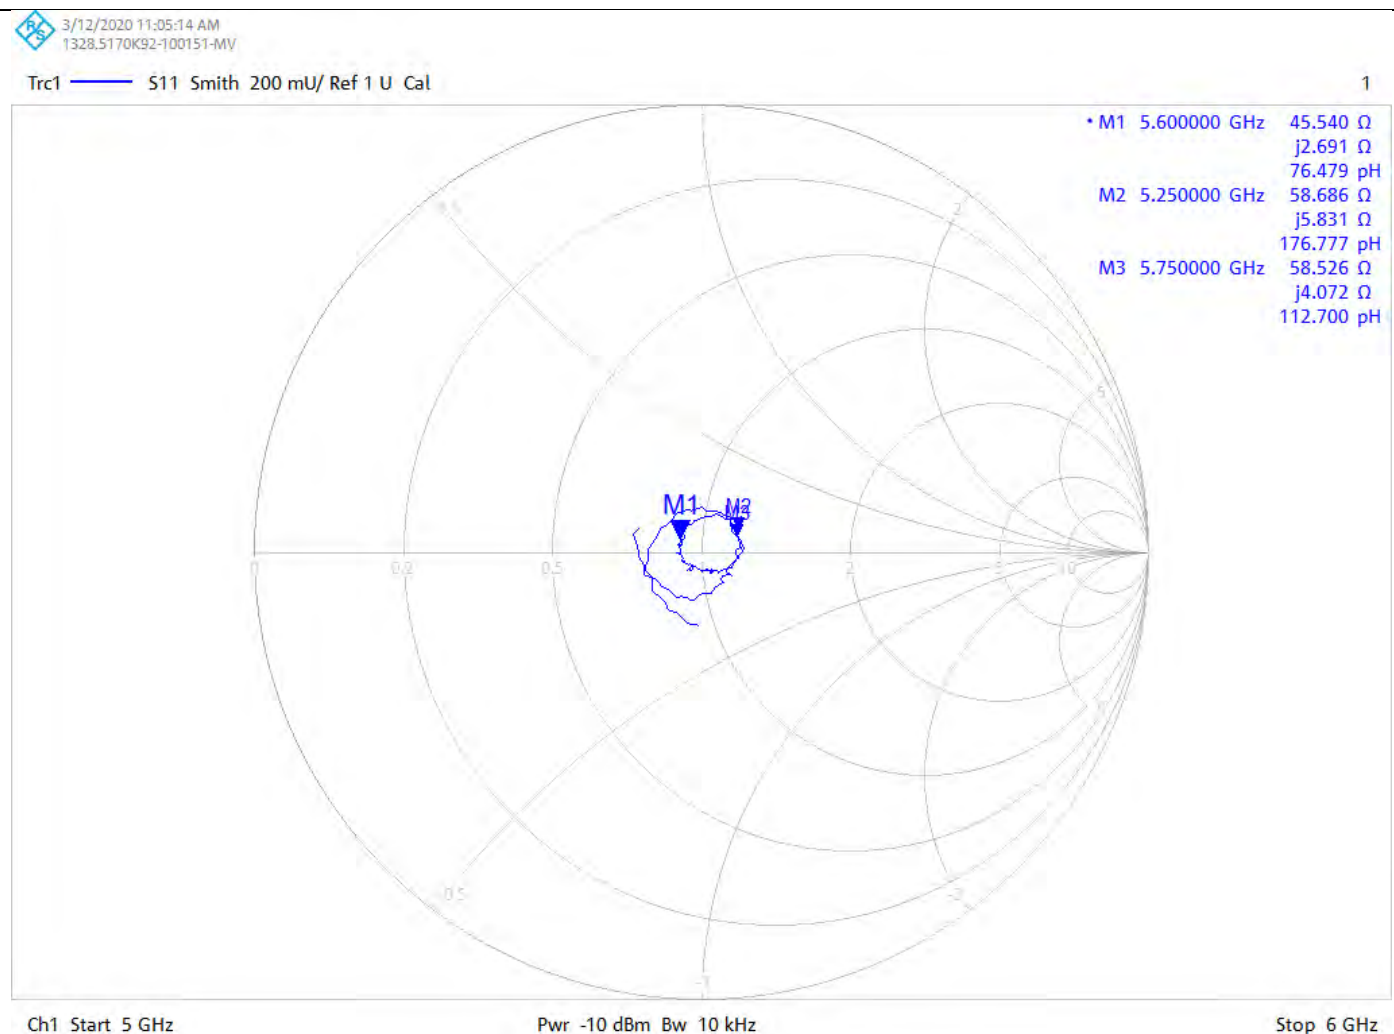 R&S
3/12/2020 11:05:14 AM
1328.5170K92-100151-MV
Trc1 S11 Smith 200 mU/ Ref 1 U Cal
1
• M1 5.600000 GHz 45.540 Ω
j2.691 Ω
76.479 pH
M2 5.250000 GHz 58.686 Ω
j5.831 Ω
176.777 pH
M3 5.750000 GHz 58.526 Ω
j4.072 Ω
112.700 pH
2
5
M1
M2
0
0.2
0.5
2
10
0.5
-2
-1
Ch1 Start 5 GHz
Pwr -10 dBm Bw 10 kHz
Stop 6 GHz